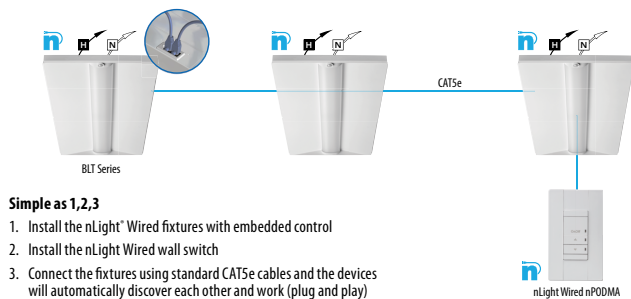 n H N
n H N
n H N
CAT5e
BLT Series
Simple as 1,2,3
1. Install the nLight® Wired fixtures with embedded control
2. Install the nLight Wired wall switch
3. Connect the fixtures using standard CAT5e cables and the devices
will automatically discover each other and work (plug and play)
n
nLight Wired nPODMA